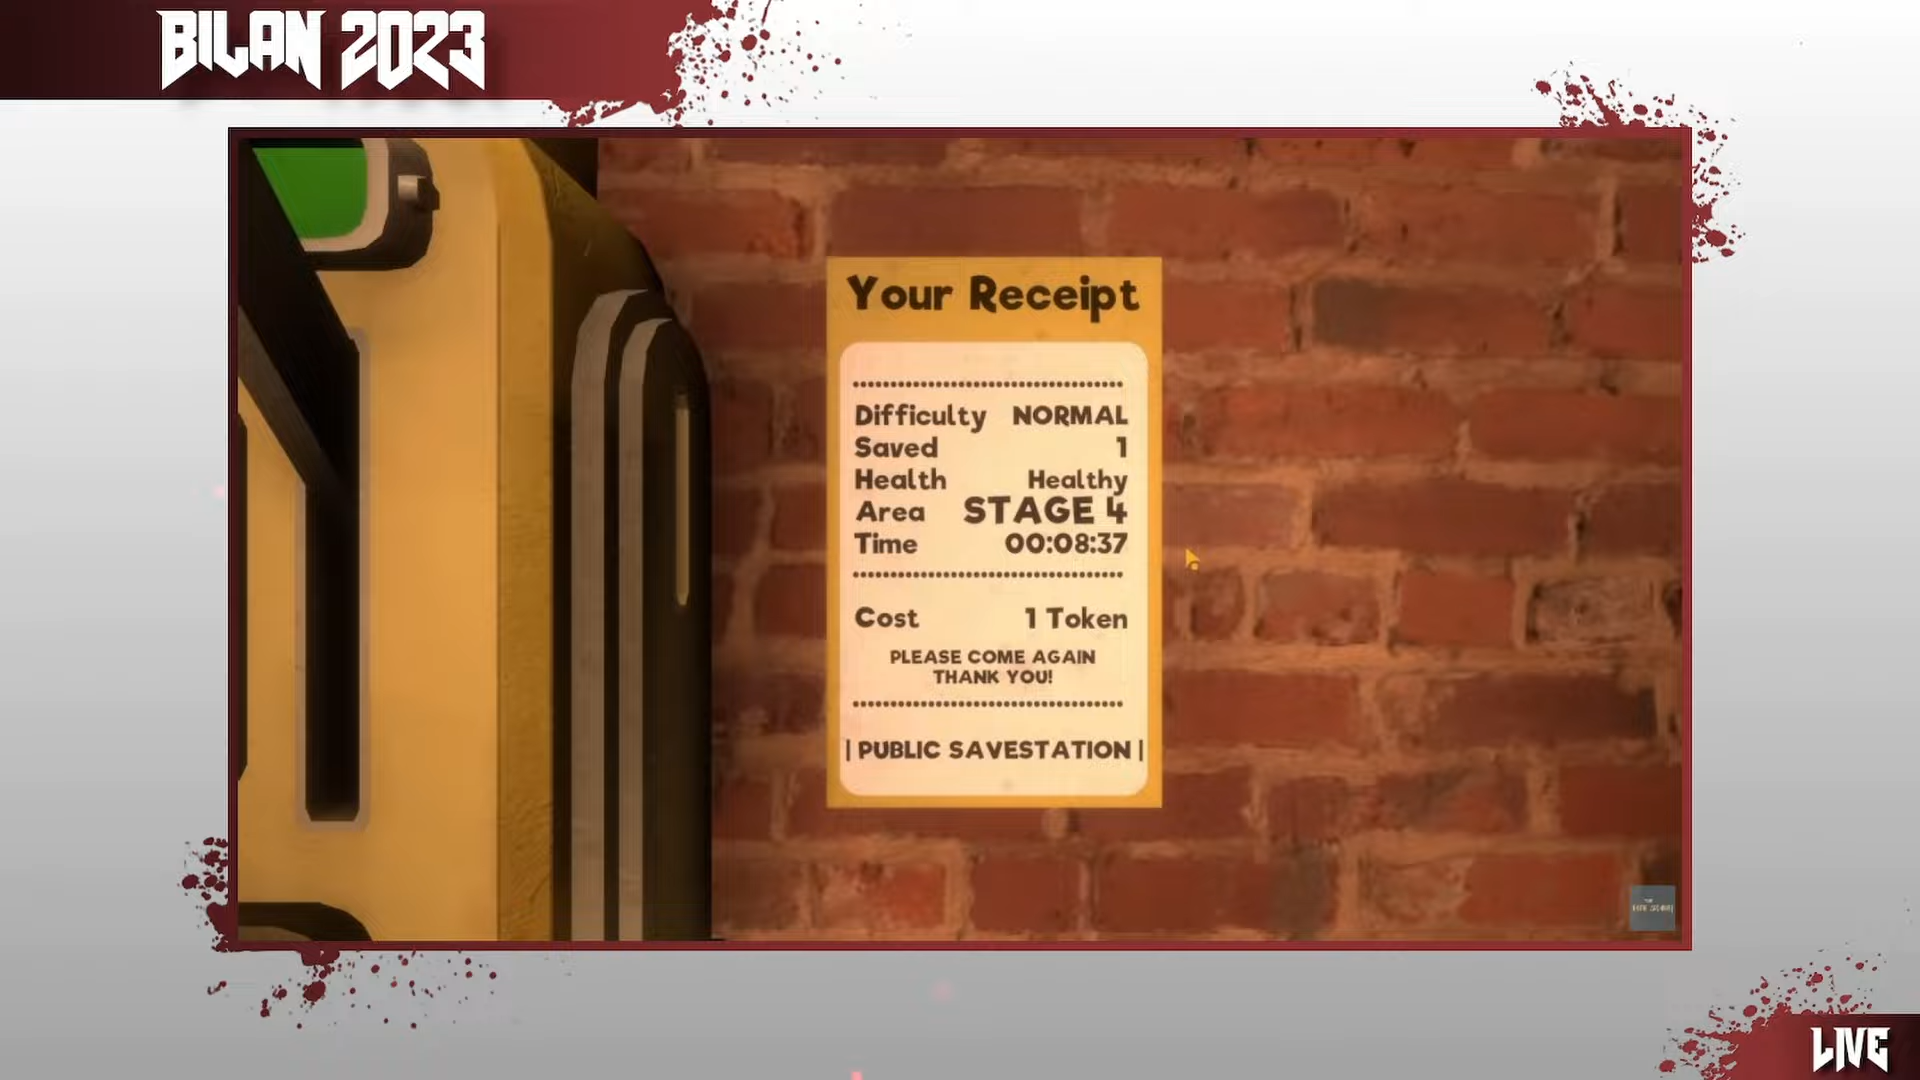 BILAN 2023
Your Receipt
Difficulty NORMAL
Saved 1
Health Healthy
Area STAGE 4
Time 00:08:37
Cost 1 Token
PLEASE COME AGAIN
THANK YOU!
| PUBLIC SAVESTATION |
LIVE